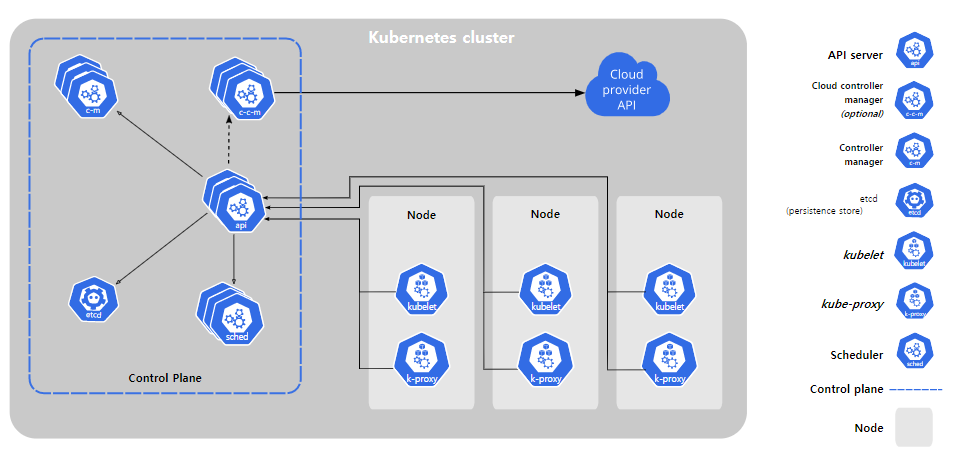 Kubernetes cluster
c-m
c-c-m
Cloud
provider
API
api
Node
Node
Node
etcd
sched
kubelet
kubelet
kubelet
k-proxy
k-proxy
k-proxy
Control Plane
API server
api
Cloud controller
manager
(optional)
c-c-m
Controller
manager
c-m
etcd
(persistence store)
etcd
kubelet
kubelet
kube-proxy
k-proxy
Scheduler
sched
Control plane
Node